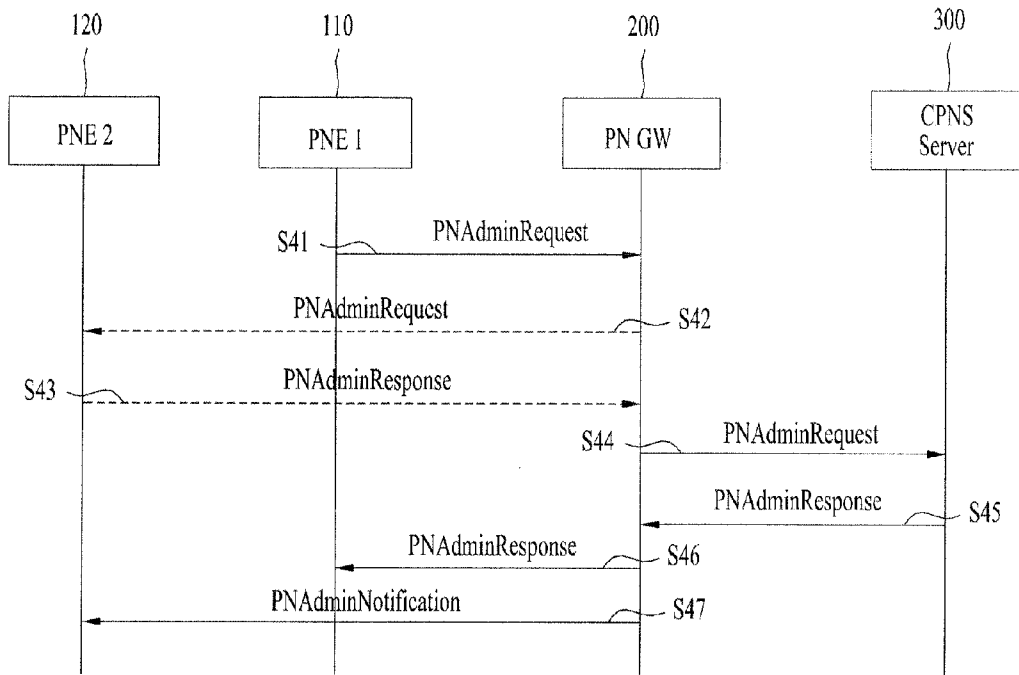 120
110
200
300
PNE 2
PNE 1
PN GW
CPNS
Server
S41
PNAdminRequest
PNAdminRequest
S42
S43
PNAdminResponse
S44
PNAdminRequest
PNAdminResponse
S45
PNAdminResponse
S46
PNAdminNotification
S47